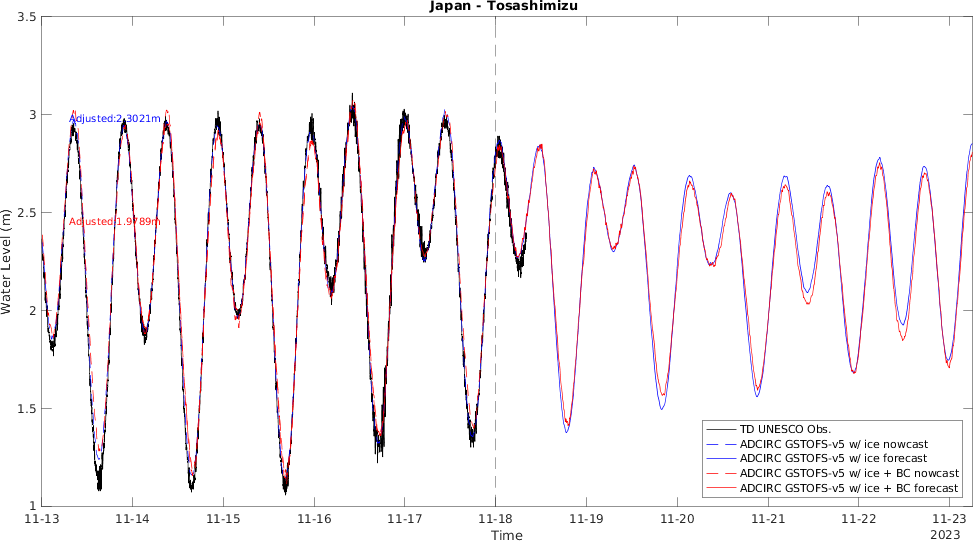 Japan - Tosashimizu
3.5
3
2.5
2
1.5
1
Water Level (m)
Adjusted:2.3021m
Adjusted:1.9789m
TD UNESCO Obs.
ADCIRC GSTOFS-v5 w/ ice nowcast
ADCIRC GSTOFS-v5 w/ ice forecast
ADCIRC GSTOFS-v5 w/ ice + BC nowcast
ADCIRC GSTOFS-v5 w/ ice + BC forecast
11-13 11-14 11-15 11-16 11-17 11-18 11-19 11-20 11-21 11-22 11-23
Time 2023